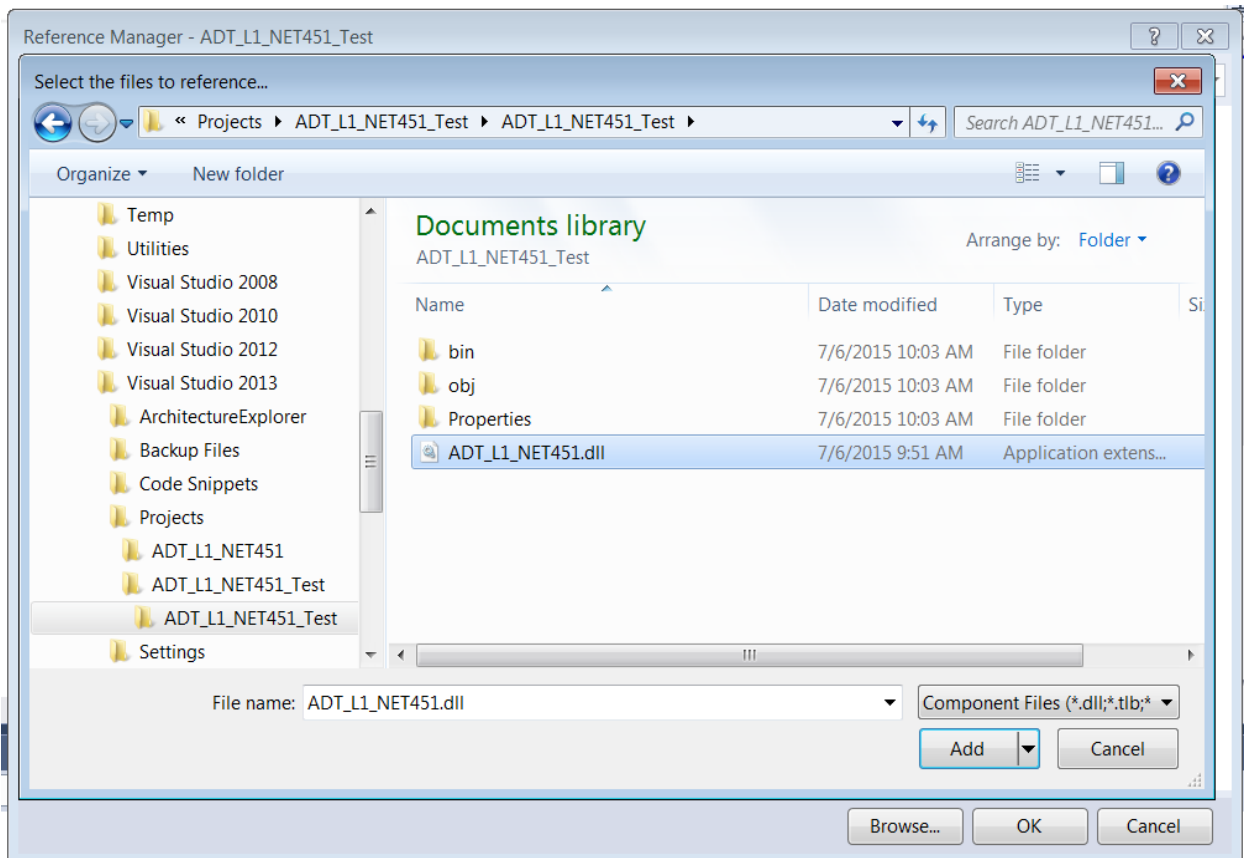 Reference Manager - ADT_L1_NET451_Test
Select the files to reference...
« Projects ADT_L1_NET451_Test ADT_L1_NET451_Test
Search ADT_L1_NET451...
Organize New folder
Temp
Utilities
Visual Studio 2008
Visual Studio 2010
Visual Studio 2012
Visual Studio 2013
ArchitectureExplorer
Backup Files
Code Snippets
Projects
ADT_L1_NET451
ADT_L1_NET451_Test
ADT_L1_NET451_Test
Settings
Documents library
ADT_L1_NET451_Test
Arrange by: Folder
Name Date modified Type Si
bin 7/6/2015 10:03 AM File folder
obj 7/6/2015 10:03 AM File folder
Properties 7/6/2015 10:03 AM File folder
ADT_L1_NET451.dll 7/6/2015 9:51 AM Application extens...
File name: ADT_L1_NET451.dll Component Files (*.dll;*.tlb;*
Add Cancel
Browse... OK Cancel